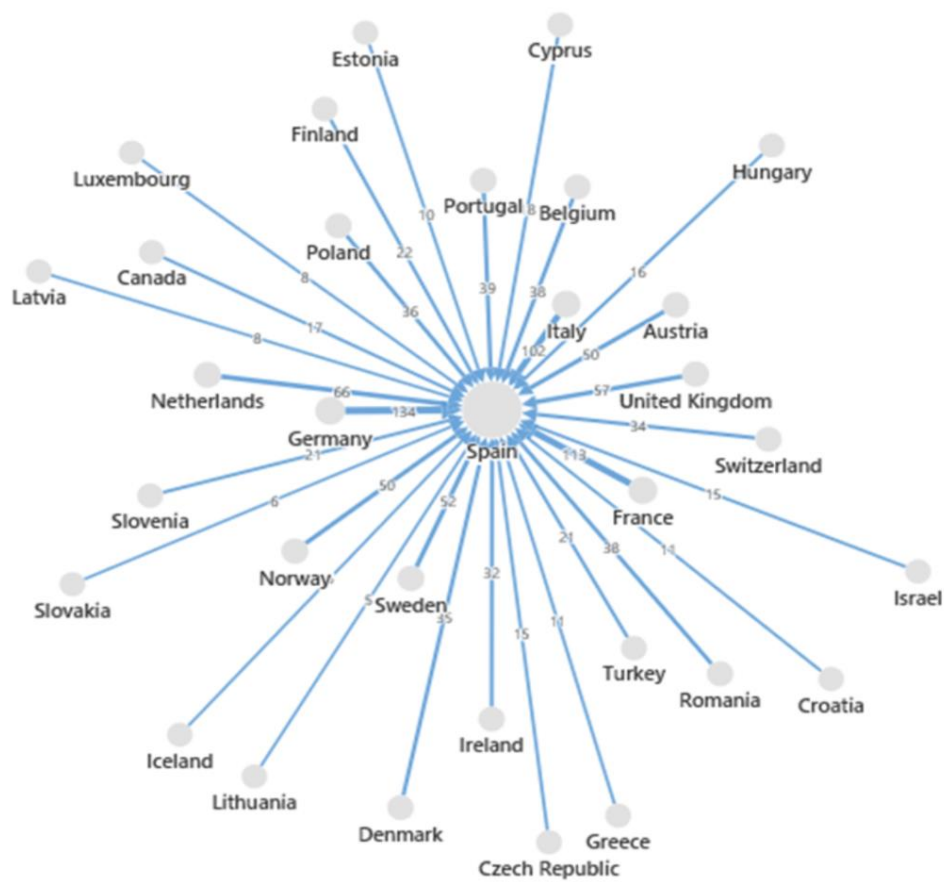 Estonia
Cyprus
Finland
Hungary
Luxembourg
Portugal
8
Belgium
10
Poland
22
Canada
8
16
Latvia
39
38
36
17
Italy
Austria
8
102
50
Netherlands
66
57
United Kingdom
134
34
Germany
Spain
113
Switzerland
21
50
15
6
52
France
Slovenia
21
38
11
32
Norway
Slovakia
5
Sweden
35
Israel
15
11
Turkey
Romania
Croatia
Iceland
Ireland
Lithuania
Denmark
Greece
Czech Republic